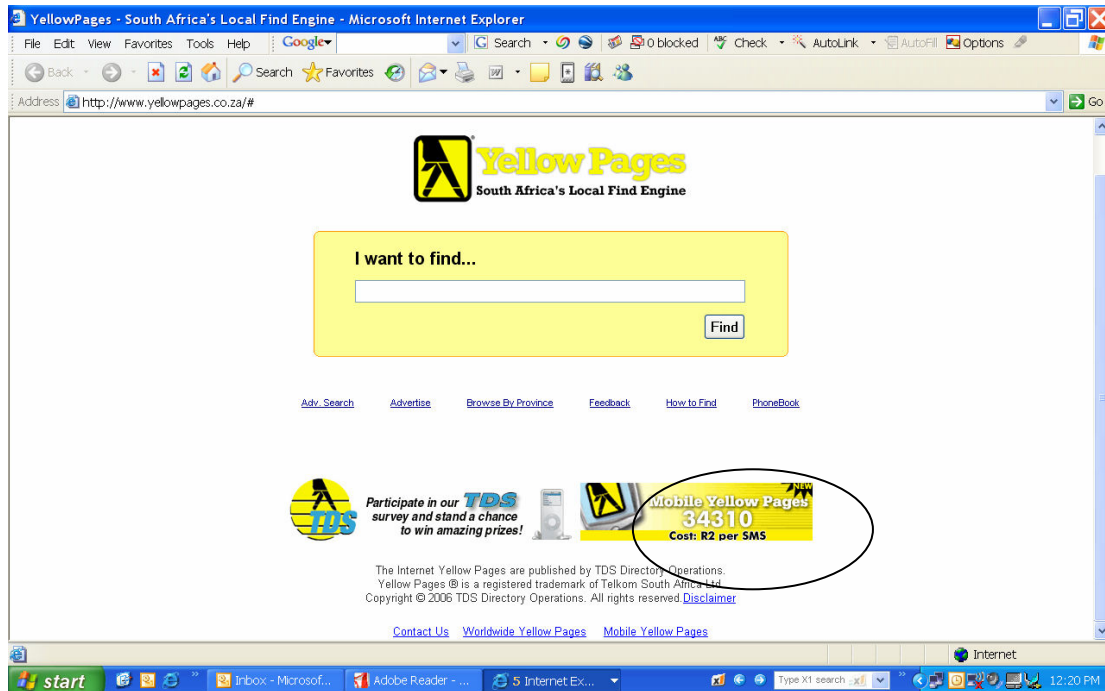 YellowPages - South Africa's Local Find Engine - Microsoft Internet Explorer
File Edit View Favorites Tools Help Google Search 0 blocked Check AutoLink AutoFill Options
Back Search Favorites
Address http://www.yellowpages.co.za/# Go
Yellow Pages
South Africa's Local Find Engine
I want to find...
Find
Adv. Search Advertise Browse By Province Feedback How to Find PhoneBook
TDS
Participate in our TDS
survey and stand a chance
to win amazing prizes!
NEW
Mobile Yellow Pages
34310
Cost: R2 per SMS
The Internet Yellow Pages are published by TDS Directory Operations.
Yellow Pages ® is a registered trademark of Telkom South Africa Ltd
Copyright © 2006 TDS Directory Operations. All rights reserved.Disclaimer
Contact Us Worldwide Yellow Pages Mobile Yellow Pages
Internet
start Inbox - Microsof... Adobe Reader - ... 5 Internet Ex... Type X1 search 12:20 PM